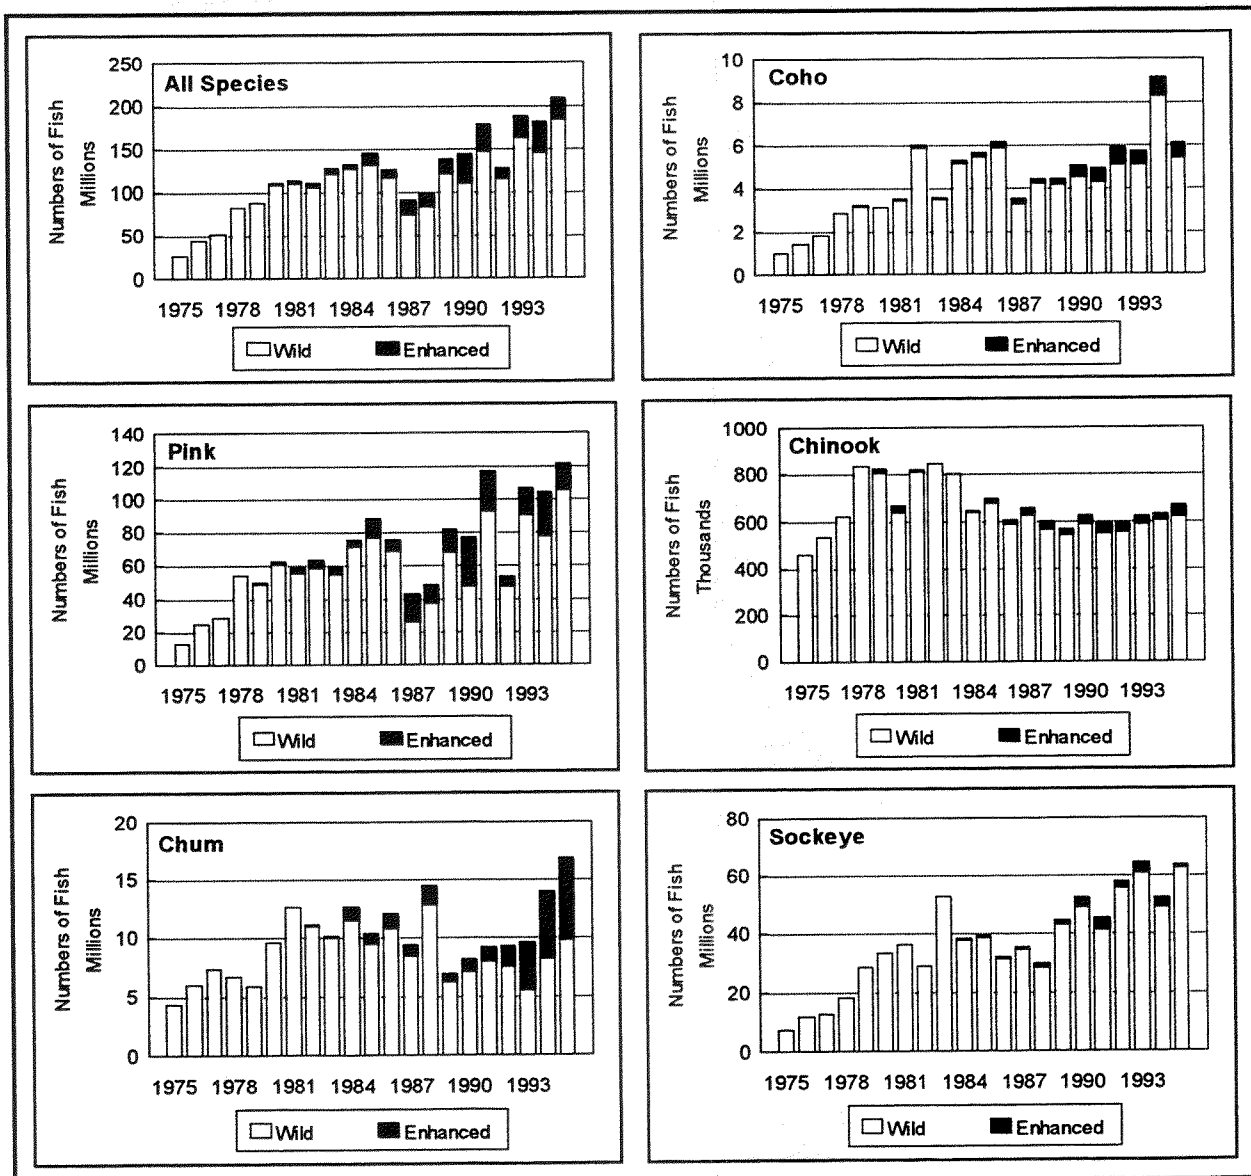 All Species
Numbers of Fish
Millions
250
200
150
100
50
0
1975 1978 1981 1984 1987 1990 1993
Wild Enhanced
Coho
Numbers of Fish
Millions
10
8
6
4
2
0
1975 1978 1981 1984 1987 1990 1993
Wild Enhanced
Pink
Numbers of Fish
Millions
140
120
100
80
60
40
20
0
1975 1978 1981 1984 1987 1990 1993
Wild Enhanced
Chinook
Numbers of Fish
Thousands
1000
800
600
400
200
0
1975 1978 1981 1984 1987 1990 1993
Wild Enhanced
Chum
Numbers of Fish
Millions
20
15
10
5
0
1975 1978 1981 1984 1987 1990 1993
Wild Enhanced
Sockeye
Numbers of Fish
Millions
80
60
40
20
0
1975 1978 1981 1984 1987 1990 1993
Wild Enhanced